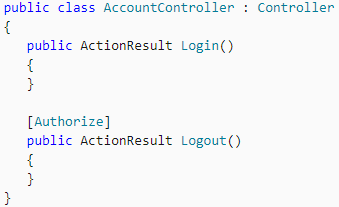 public class AccountController : Controller
{
    public ActionResult Login()
    {
    }

    [Authorize]
    public ActionResult Logout()
    {
    }
}